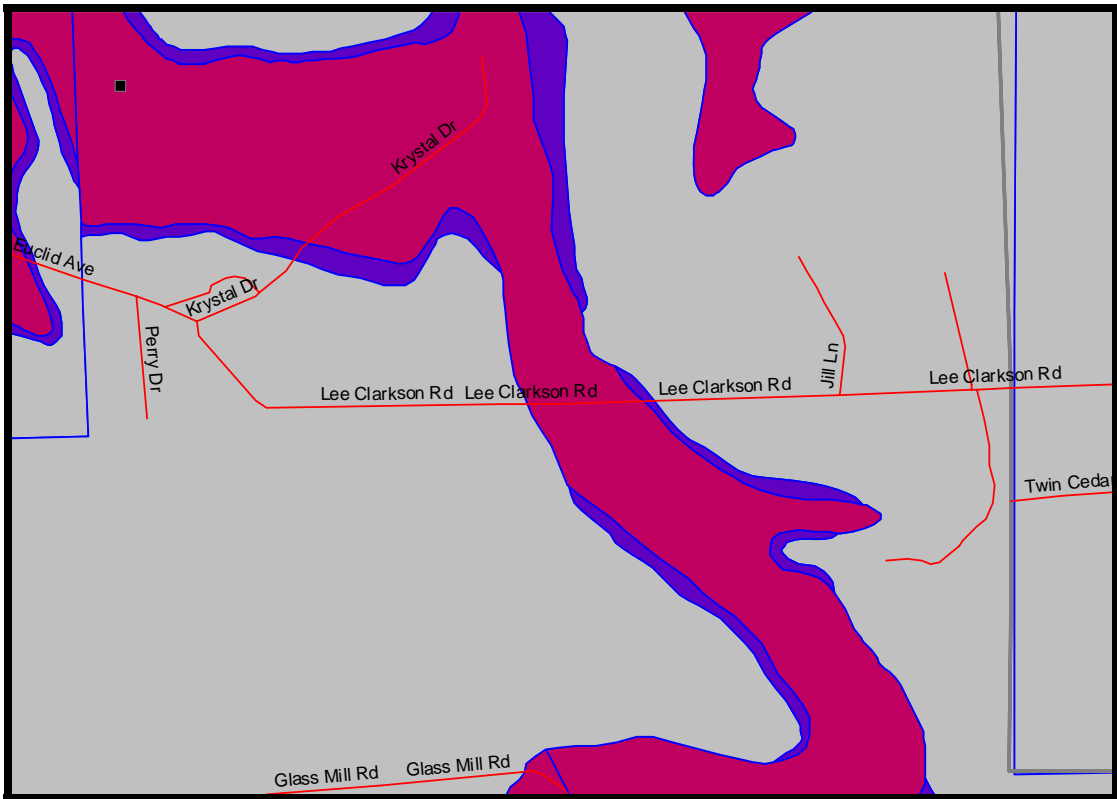 Krystal Dr
Euclid Ave
Krystal Dr
Perry Dr
Jill Ln
Lee Clarkson Rd
Lee Clarkson Rd
Lee Clarkson Rd
Lee Clarkson Rd
Twin Ceda
Glass Mill Rd
Glass Mill Rd